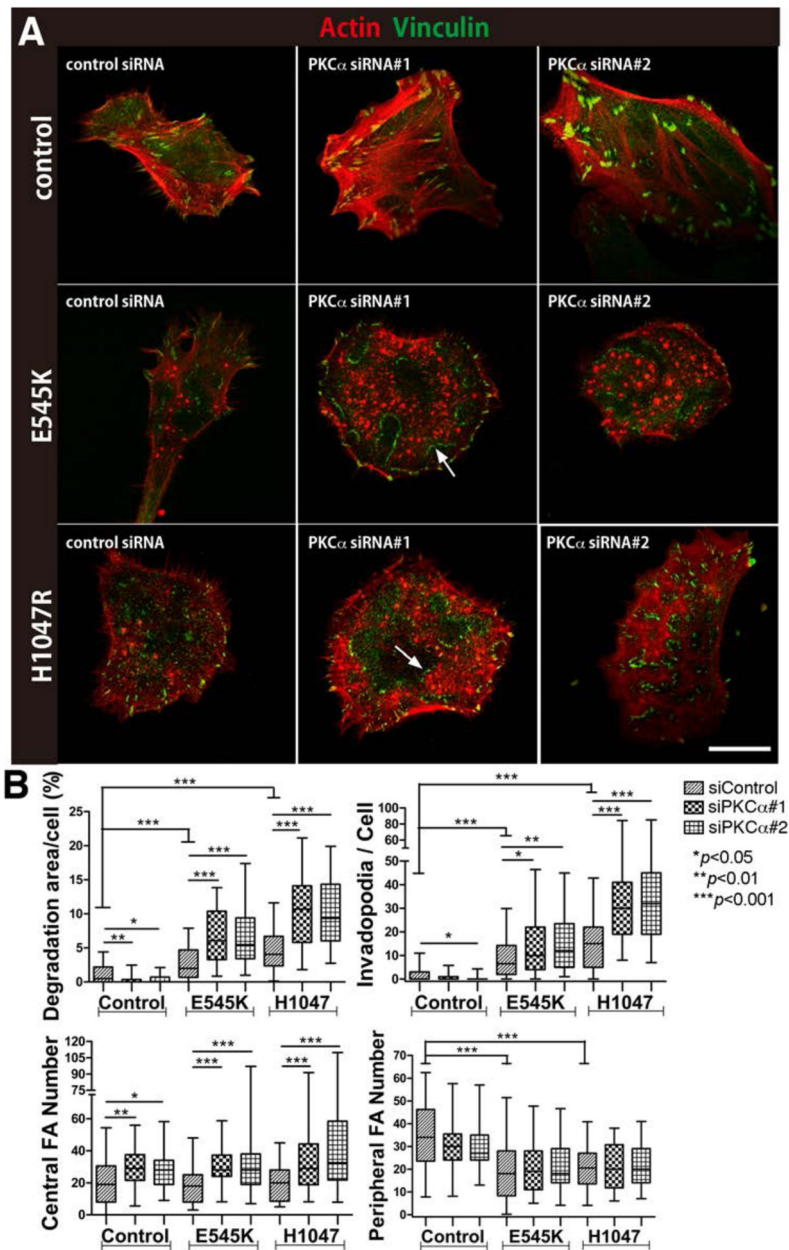 A
Actin Vinculin
control siRNA
PKCα siRNA#1
PKCα siRNA#2
control
control siRNA
PKCα siRNA#1
PKCα siRNA#2
E545K
control siRNA
PKCα siRNA#1
PKCα siRNA#2
H1047R
B
Degradation area/cell (%)
25
20
15
10
5
0
***
***
***
***
***
***
*
**
Control E545K H1047
Invadopodia / Cell
100
80
60
50
40
30
20
10
0
***
***
***
***
**
*
*
Control E545K H1047
siControl
siPKCα#1
siPKCα#2
*p<0.05
**p<0.01
***p<0.001
Central FA Number
120
105
90
75
60
40
20
0
***
***
***
***
*
**
Control E545K H1047
Peripheral FA Number
70
60
50
40
30
20
10
0
***
***
Control E545K H1047